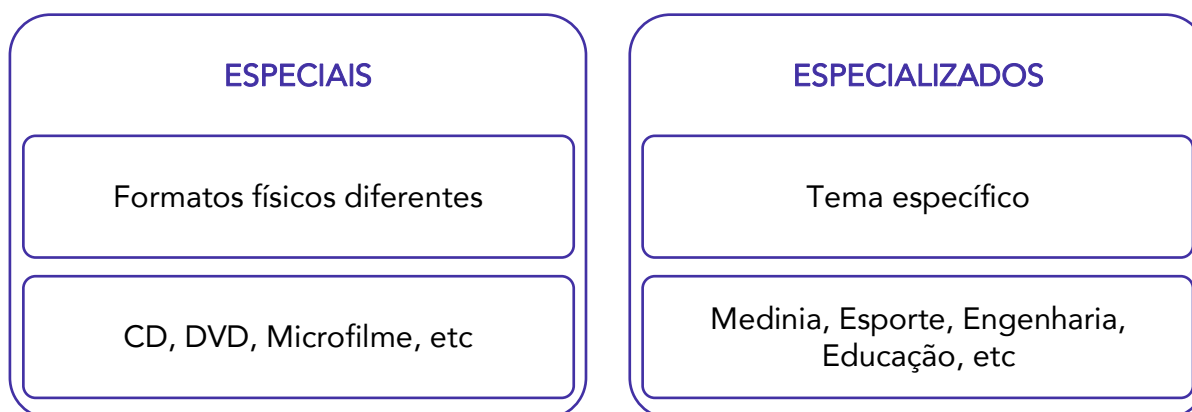 ESPECIAIS
Formatos físicos diferentes
CD, DVD, Microfilme, etc
ESPECIALIZADOS
Tema específico
Medinia, Esporte, Engenharia,
Educação, etc